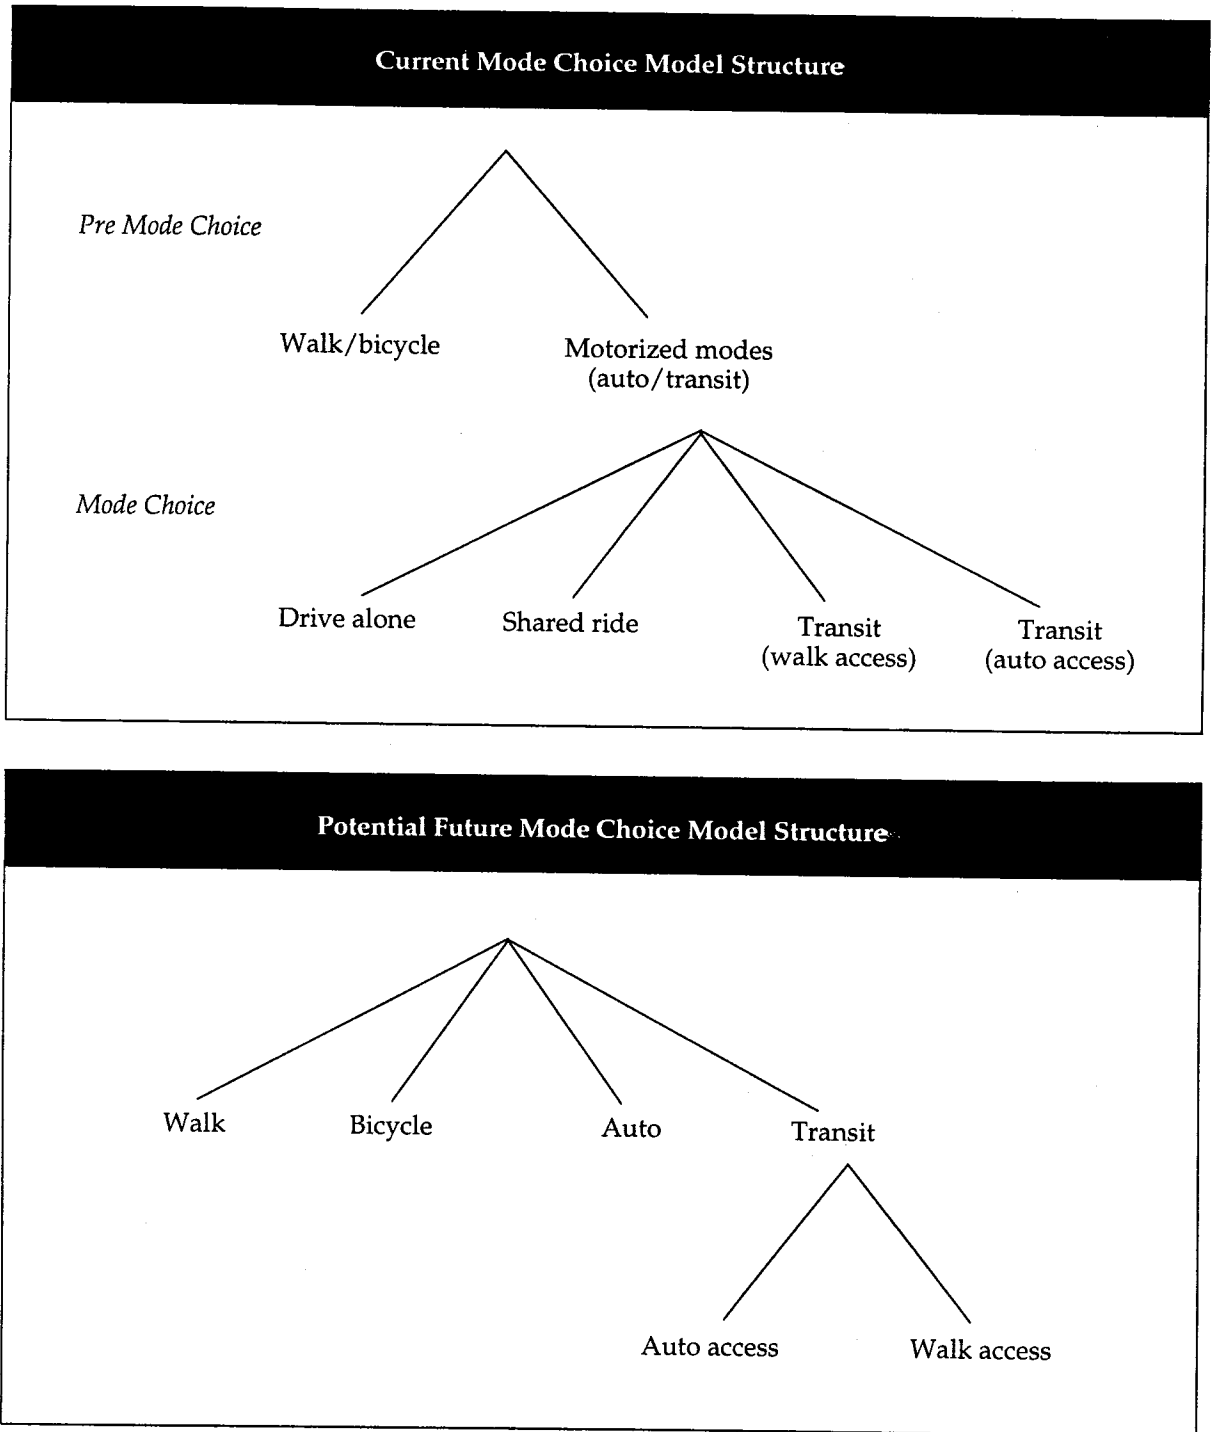 Current Mode Choice Model Structure
Pre Mode Choice
Walk/bicycle
Motorized modes
(auto/transit)
Mode Choice
Drive alone
Shared ride
Transit
(walk access)
Transit
(auto access)
Potential Future Mode Choice Model Structure
Walk
Bicycle
Auto
Transit
Auto access
Walk access